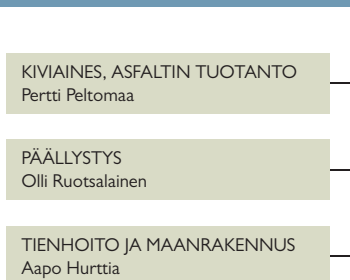 KIVIAINES, ASFALTIN TUOTANTO
Pertti Peltomaa
PÄÄLLYSTYS
Olli Ruotsalainen
TIENHOITO JA MAANRAKENNUS
Aapo Hurttia